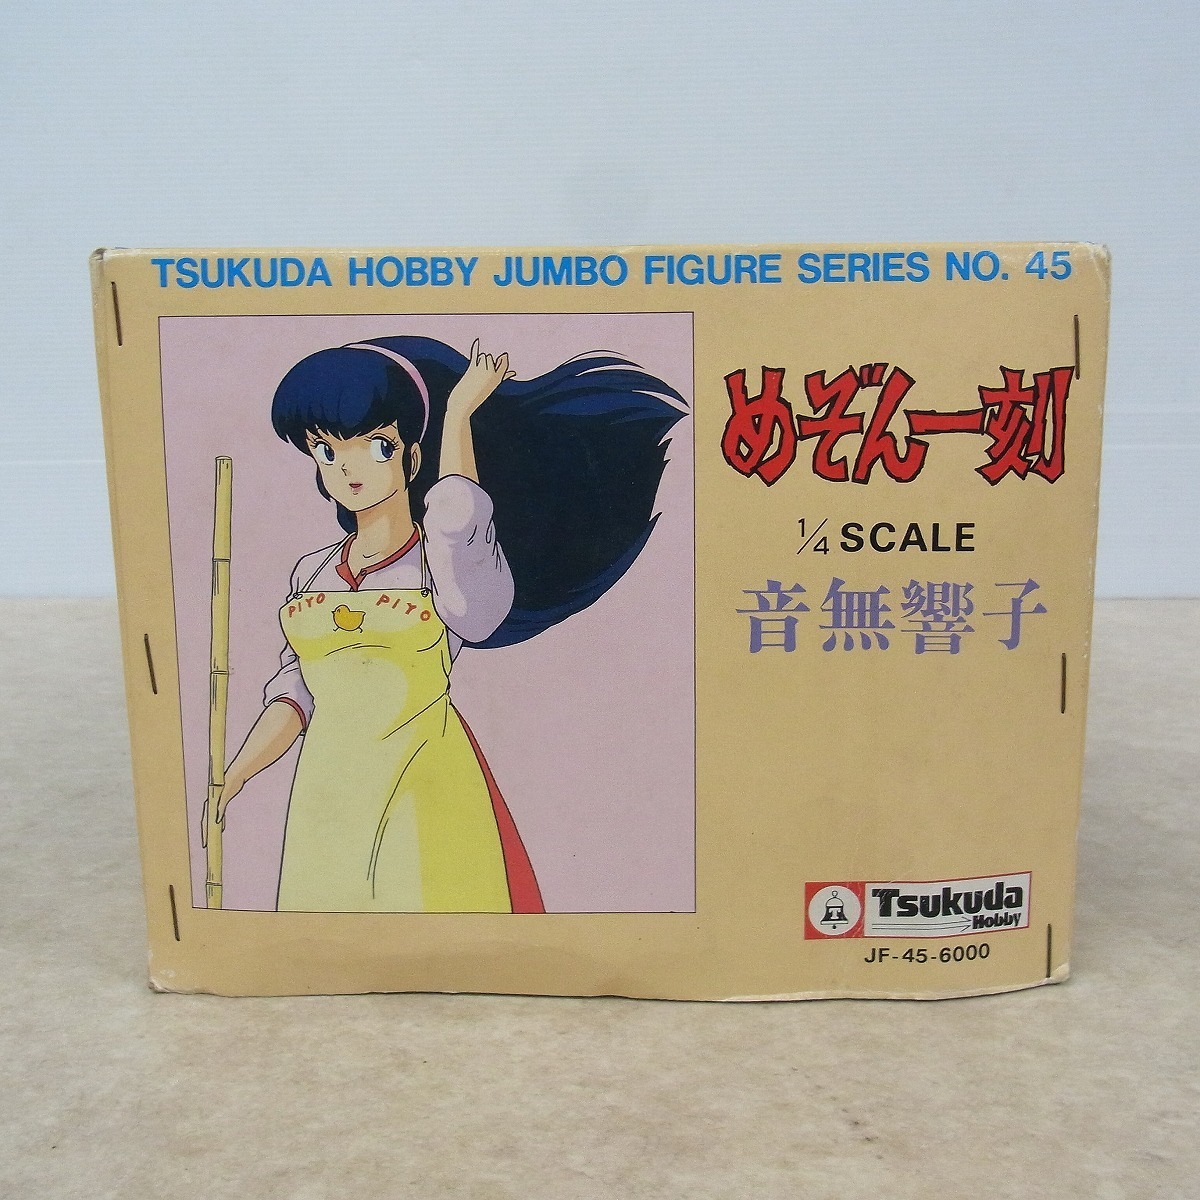 TSUKUDA HOBBY JUMBO FIGURE SERIES NO. 45
めぞん一刻
1/4 SCALE
音無響子
PIYO PIYO
Tsukuda
Hobby
JF-45-6000